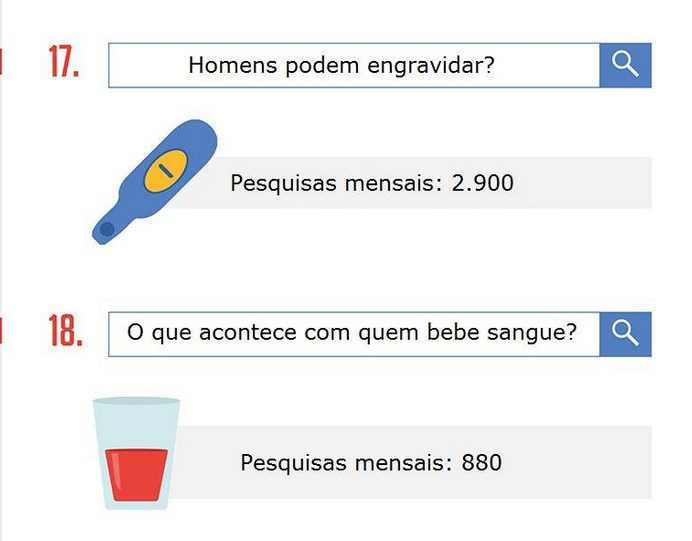 17.
Homens podem engravidar?
Pesquisas mensais: 2.900
18.
O que acontece com quem bebe sangue?
Pesquisas mensais: 880